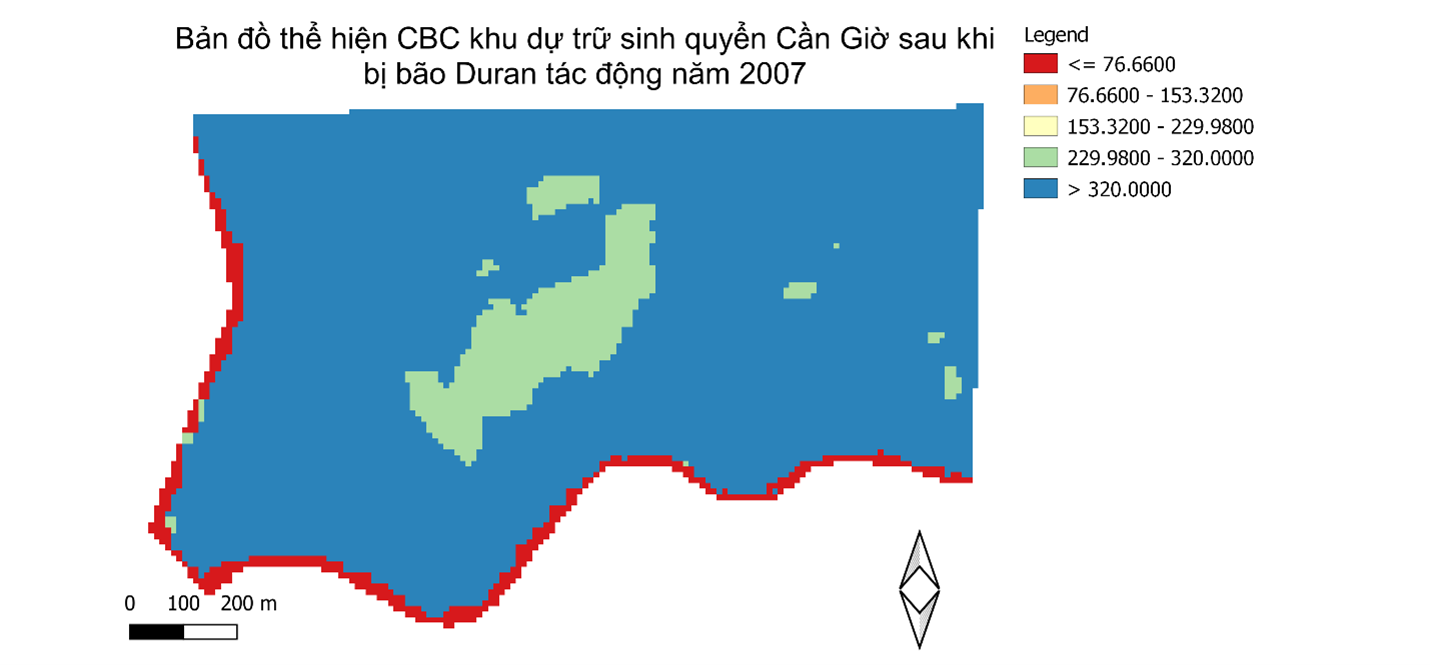 Bản đồ thể hiện CBC khu dự trữ sinh quyển Cần Giờ sau khi
bị bão Duran tác động năm 2007
Legend
<= 76.6600
76.6600 - 153.3200
153.3200 - 229.9800
229.9800 - 320.0000
> 320.0000
0 100 200 m